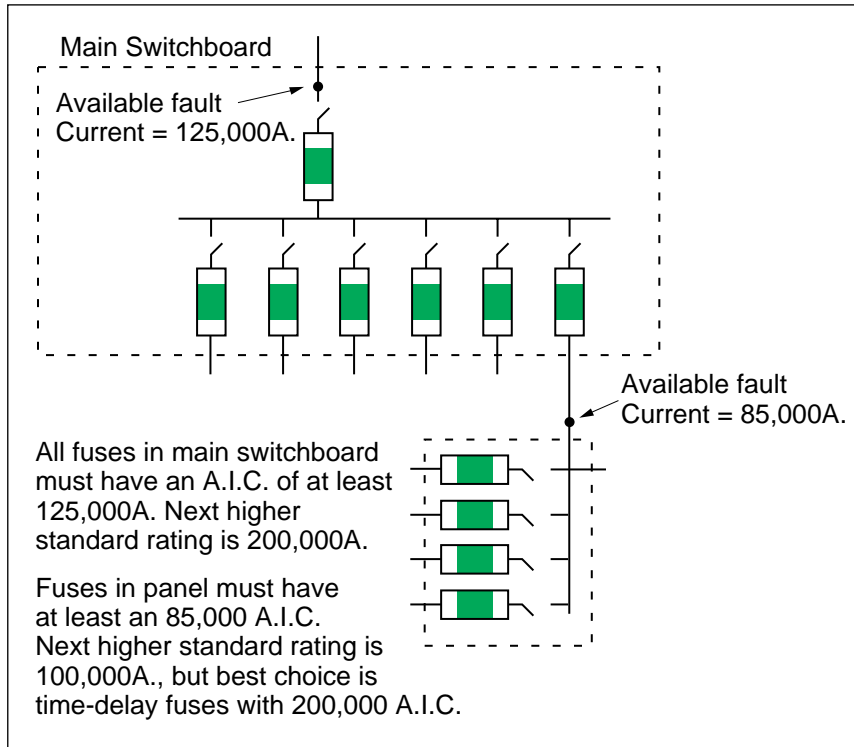 Main Switchboard
Available fault
Current = 125,000A.
Available fault
Current = 85,000A.
All fuses in main switchboard
must have an A.I.C. of at least
125,000A. Next higher
standard rating is 200,000A.
Fuses in panel must have
at least an 85,000 A.I.C.
Next higher standard rating is
100,000A., but best choice is
time-delay fuses with 200,000 A.I.C.